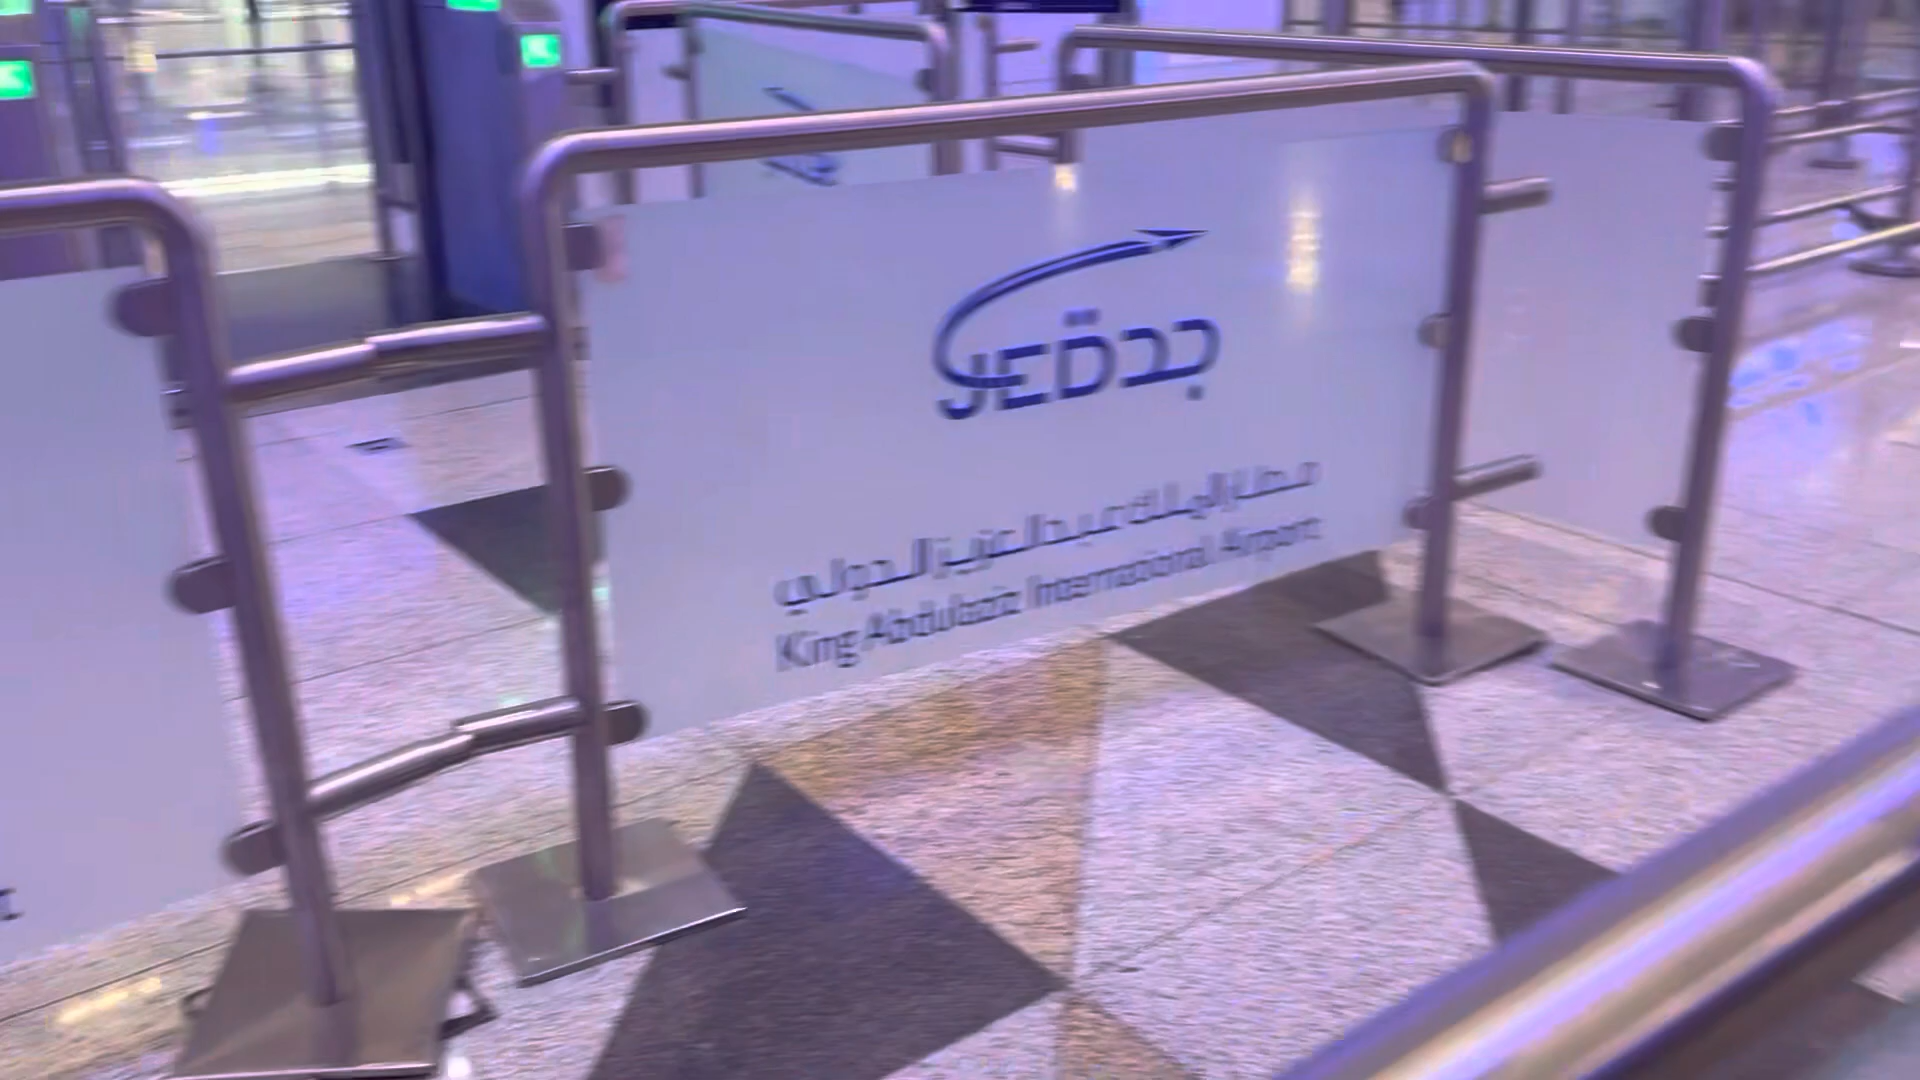 JED جدة
مطار الملك عبدالعزيز الدولي
King Abdulaziz International Airport